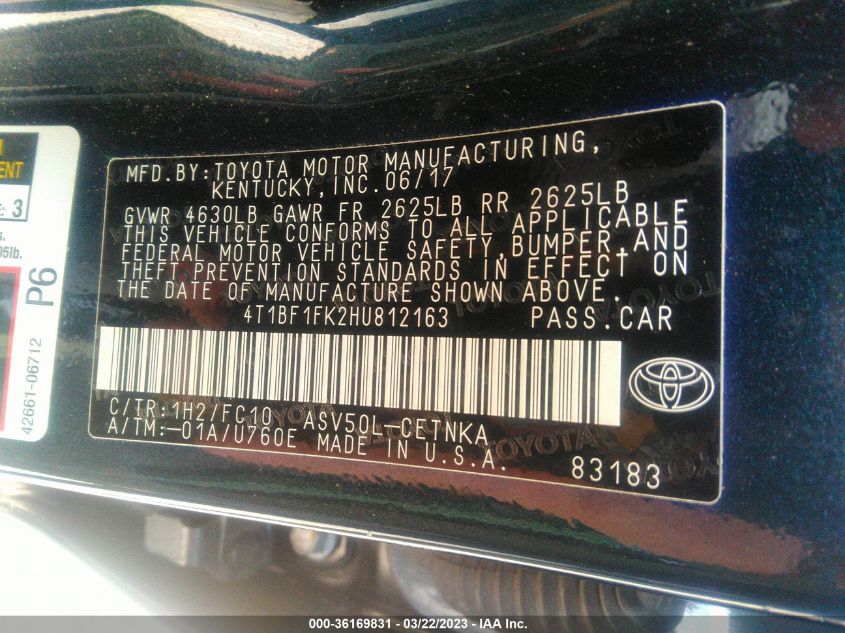 MFD.BY:TOYOTA MOTOR MANUFACTURING,
KENTUCKY,INC.06/17
GVWR 4630LB GAWR FR 2625LB RR 2625LB
THIS VEHICLE CONFORMS TO ALL APPLICABLE
FEDERAL MOTOR VEHICLE SAFETY,BUMPER,AND
THEFT PREVENTION STANDARDS IN EFFECT ON
THE DATE OF MANUFACTURE SHOWN ABOVE.
4T1BF1FK2HU812163 PASS.CAR
C/TR:1H2/FC10 ASV50L-CETNKA
A/TM:-01A/U760E MADE IN U.S.A.
83183
3
P6
42661-06712
000-36169831 - 03/22/2023 - IAA Inc.